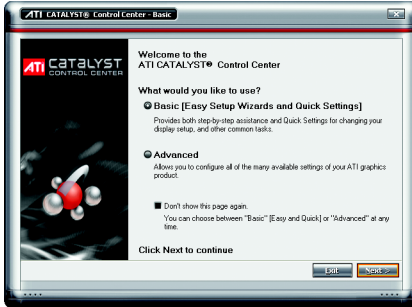 ATI CATALYST® Control Center - Basic
ATI CATALYST
CONTROL CENTER
Welcome to the
ATI CATALYST® Control Center
What would you like to use?
Basic [Easy Setup Wizards and Quick Settings]
Provides both step-by-step assistance and Quick Settings for changing your
display setup, and other common tasks.
Advanced
Allows you to configure all of the many available settings of your ATI graphics
product.
Don't show this page again.
You can choose between "Basic" [Easy and Quick] or "Advanced" at any
time.
Click Next to continue
Exit
Next >